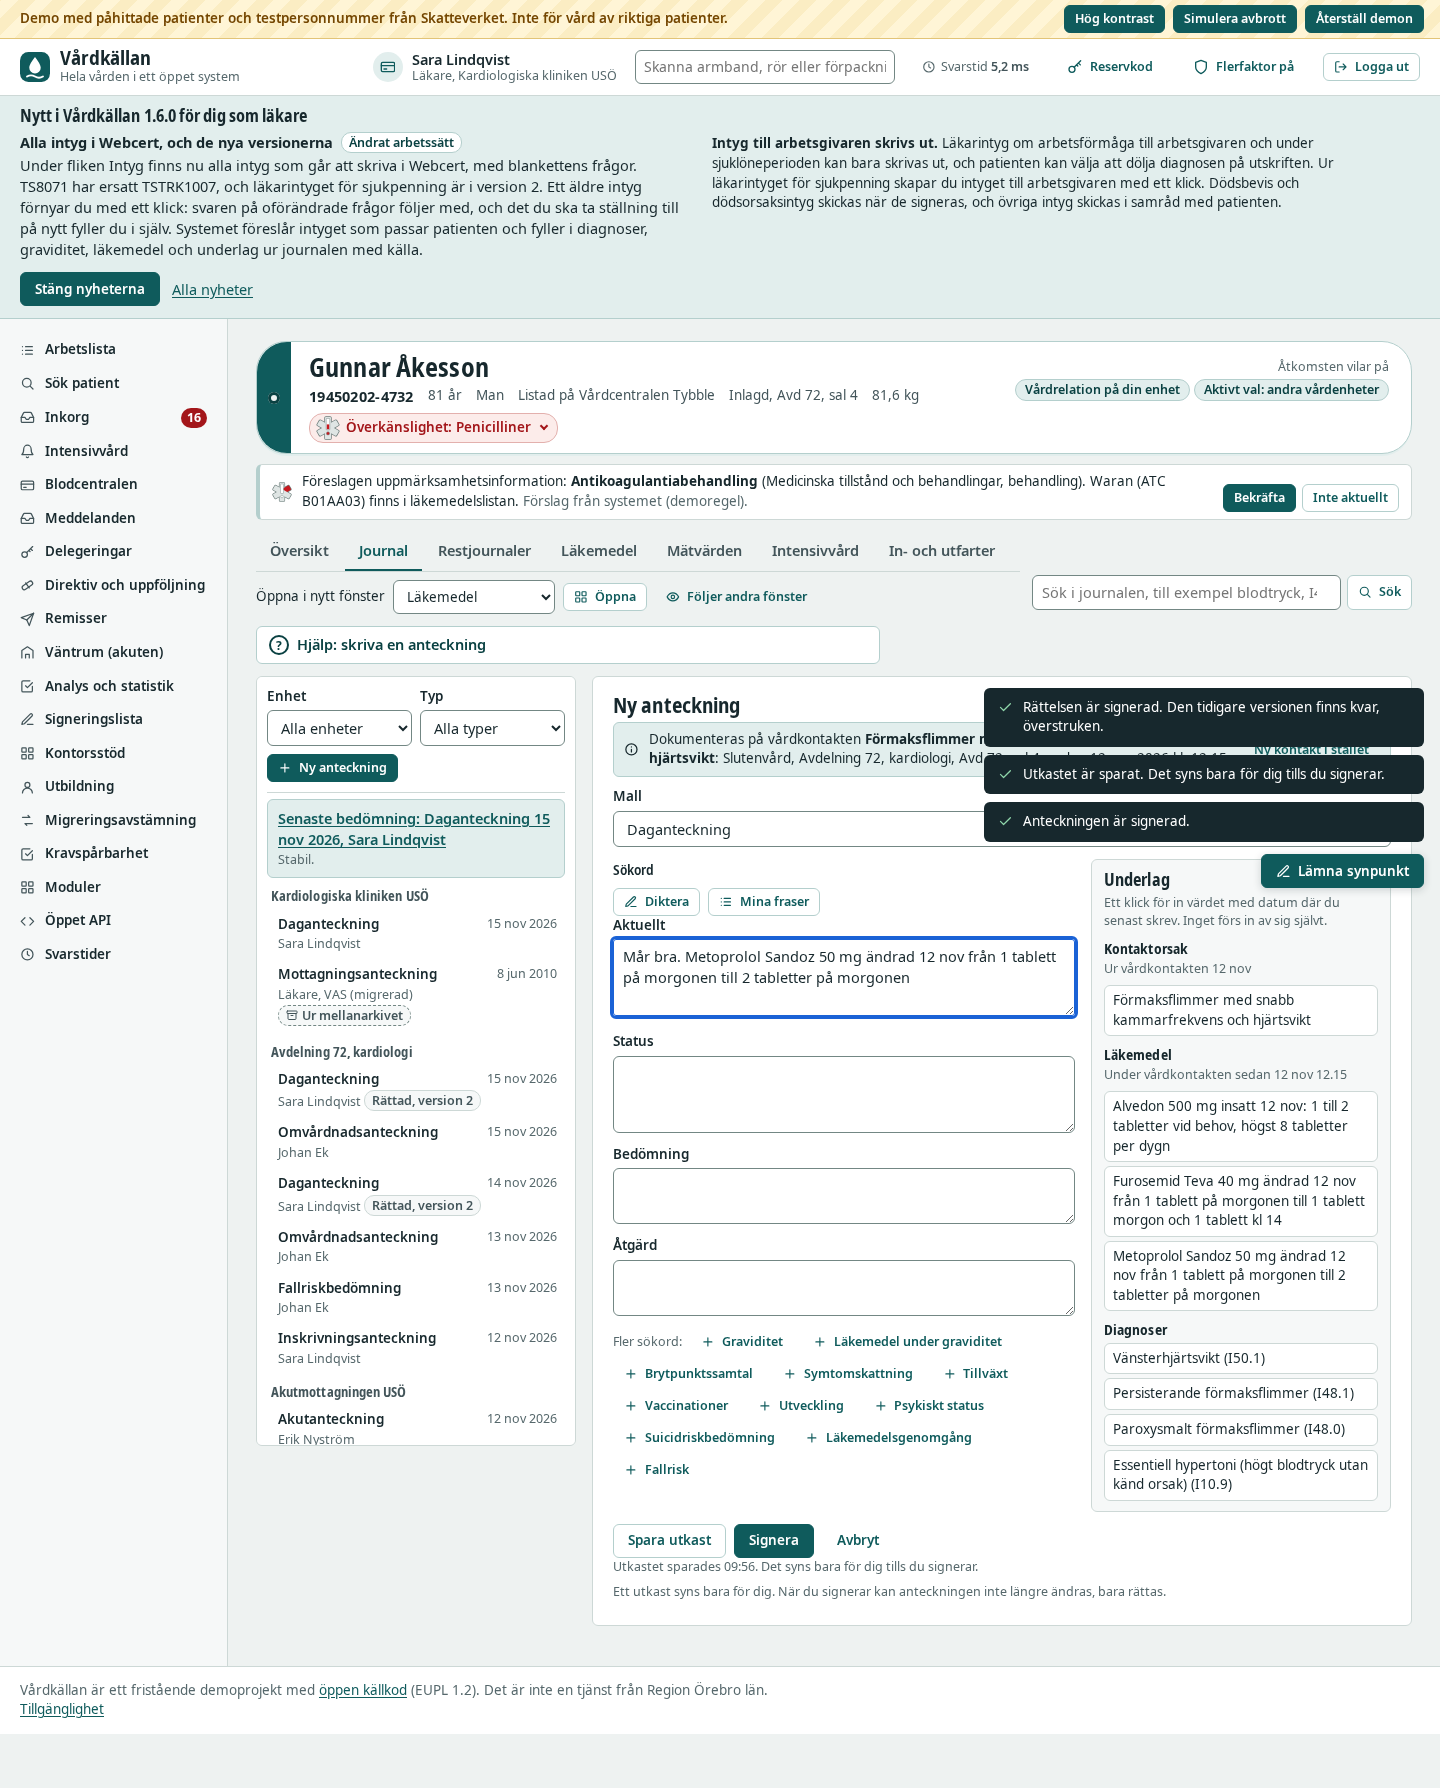 Demo med påhittade patienter och testpersonnummer från Skatteverket. Inte för vård av riktiga patienter.
Hög kontrast
Simulera avbrott
Återställ demon
Vårdkällan
Hela vården i ett öppet system
Sara Lindqvist
Läkare, Kardiologiska kliniken USÖ
Skanna armband, rör eller förpackni
Svarstid 5,2 ms
Reservkod
Flerfaktor på
Logga ut
Nytt i Vårdkällan 1.6.0 för dig som läkare
Alla intyg i Webcert, och de nya versionerna
Ändrat arbetssätt
Under fliken Intyg finns nu alla intyg som går att skriva i Webcert, med blankettens frågor.
TS8071 har ersatt TSTRK1007, och läkarintyget för sjukpenning är i version 2. Ett äldre intyg
förnyar du med ett klick: svaren på oförändrade frågor följer med, och det du ska ta ställning till
på nytt fyller du i själv. Systemet föreslår intyget som passar patienten och fyller i diagnoser,
graviditet, läkemedel och underlag ur journalen med källa.
Intyg till arbetsgivaren skrivs ut. Läkarintyg om arbetsförmåga till arbetsgivaren och under
sjuklöneperioden kan bara skrivas ut, och patienten kan välja att dölja diagnosen på utskriften. Ur
läkarintyget för sjukpenning skapar du intyget till arbetsgivaren med ett klick. Dödsbevis och
dödsorsaksintyg skickas när de signeras, och övriga intyg skickas i samråd med patienten.
Stäng nyheterna
Alla nyheter
Arbetslista
Sök patient
Inkorg
16
Intensivvård
Blodcentralen
Meddelanden
Delegeringar
Direktiv och uppföljning
Remisser
Väntrum (akuten)
Analys och statistik
Signeringslista
Kontorsstöd
Utbildning
Migreringsavstämning
Kravspårbarhet
Moduler
Öppet API
Svarstider
Gunnar Åkesson
19450202-4732
81 år
Man
Listad på Vårdcentralen Tybble
Inlagd, Avd 72, sal 4
81,6 kg
Överkänslighet: Penicilliner
Åtkomsten vilar på
Vårdrelation på din enhet
Aktivt val: andra vårdenheter
Föreslagen uppmärksamhetsinformation: Antikoagulantiabehandling (Medicinska tillstånd och behandlingar, behandling). Waran (ATC
B01AA03) finns i läkemedelslistan. Förslag från systemet (demoregel).
Bekräfta
Inte aktuellt
Översikt
Journal
Restjournaler
Läkemedel
Mätvärden
Intensivvård
In- och utfarter
Öppna i nytt fönster
Läkemedel
Öppna
Följer andra fönster
Sök i journalen, till exempel blodtryck, I4
Sök
Hjälp: skriva en anteckning
Enhet
Typ
Alla enheter
Alla typer
Ny anteckning
Senaste bedömning: Daganteckning 15
nov 2026, Sara Lindqvist
Stabil.
Kardiologiska kliniken USÖ
Daganteckning
15 nov 2026
Sara Lindqvist
Mottagningsanteckning
8 jun 2010
Läkare, VAS (migrerad)
Ur mellanarkivet
Avdelning 72, kardiologi
Daganteckning
15 nov 2026
Sara Lindqvist
Rättad, version 2
Omvårdnadsanteckning
15 nov 2026
Johan Ek
Daganteckning
14 nov 2026
Sara Lindqvist
Rättad, version 2
Omvårdnadsanteckning
13 nov 2026
Johan Ek
Fallriskbedömning
13 nov 2026
Johan Ek
Inskrivningsanteckning
12 nov 2026
Sara Lindqvist
Akutmottagningen USÖ
Akutanteckning
12 nov 2026
Erik Nyström
Ny anteckning
Dokumenteras på vårdkontakten Förmaksflimmer
hjärtsvikt: Slutenvård, Avdelning 72, kardiologi, Avd
Rättelsen är signerad. Den tidigare versionen finns kvar,
överstruken.
Ny kontakt i stället
Utkastet är sparat. Det syns bara för dig tills du signerar.
Anteckningen är signerad.
Lämna synpunkt
Mall
Daganteckning
Sökord
Diktera
Mina fraser
Aktuellt
Mår bra. Metoprolol Sandoz 50 mg ändrad 12 nov från 1 tablett
på morgonen till 2 tabletter på morgonen
Status
Bedömning
Åtgärd
Fler sökord:
Graviditet
Läkemedel under graviditet
Brytpunktssamtal
Symtomskattning
Tillväxt
Vaccinationer
Utveckling
Psykiskt status
Suicidriskbedömning
Läkemedelsgenomgång
Fallrisk
Underlag
Ett klick för in värdet med datum där du
senast skrev. Inget förs in av sig självt.
Kontaktorsak
Ur vårdkontakten 12 nov
Förmaksflimmer med snabb
kammarfrekvens och hjärtsvikt
Läkemedel
Under vårdkontakten sedan 12 nov 12.15
Alvedon 500 mg insatt 12 nov: 1 till 2
tabletter vid behov, högst 8 tabletter
per dygn
Furosemid Teva 40 mg ändrad 12 nov
från 1 tablett på morgonen till 1 tablett
morgon och 1 tablett kl 14
Metoprolol Sandoz 50 mg ändrad 12
nov från 1 tablett på morgonen till 2
tabletter på morgonen
Diagnoser
Vänsterhjärtsvikt (I50.1)
Persisterande förmaksflimmer (I48.1)
Paroxysmalt förmaksflimmer (I48.0)
Essentiell hypertoni (högt blodtryck utan
känd orsak) (I10.9)
Spara utkast
Signera
Avbryt
Utkastet sparades 09:56. Det syns bara för dig tills du signerar.
Ett utkast syns bara för dig. När du signerar kan anteckningen inte längre ändras, bara rättas.
Vårdkällan är ett fristående demoprojekt med öppen källkod (EUPL 1.2). Det är inte en tjänst från Region Örebro län.
Tillgänglighet